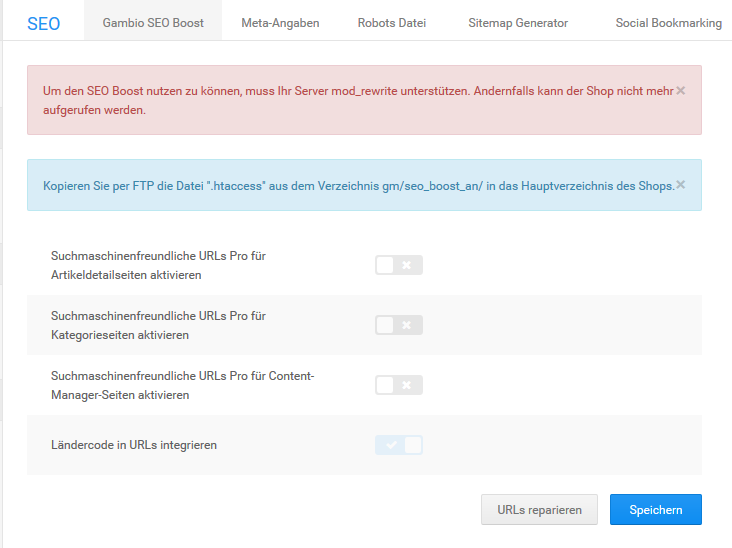 SEO
Gambio SEO Boost
Meta-Angaben
Robots Datei
Sitemap Generator
Social Bookmarking
Um den SEO Boost nutzen zu können, muss Ihr Server mod_rewrite unterstützen. Andernfalls kann der Shop nicht mehr
aufgerufen werden.
Kopieren Sie per FTP die Datei ".htaccess" aus dem Verzeichnis gm/seo_boost_an/ in das Hauptverzeichnis des Shops.
Suchmaschinenfreundliche URLs Pro für
Artikeldetailseiten aktivieren
Suchmaschinenfreundliche URLs Pro für
Kategorieseiten aktivieren
Suchmaschinenfreundliche URLs Pro für Content-
Manager-Seiten aktivieren
Ländercode in URLs integrieren
URLs reparieren
Speichern